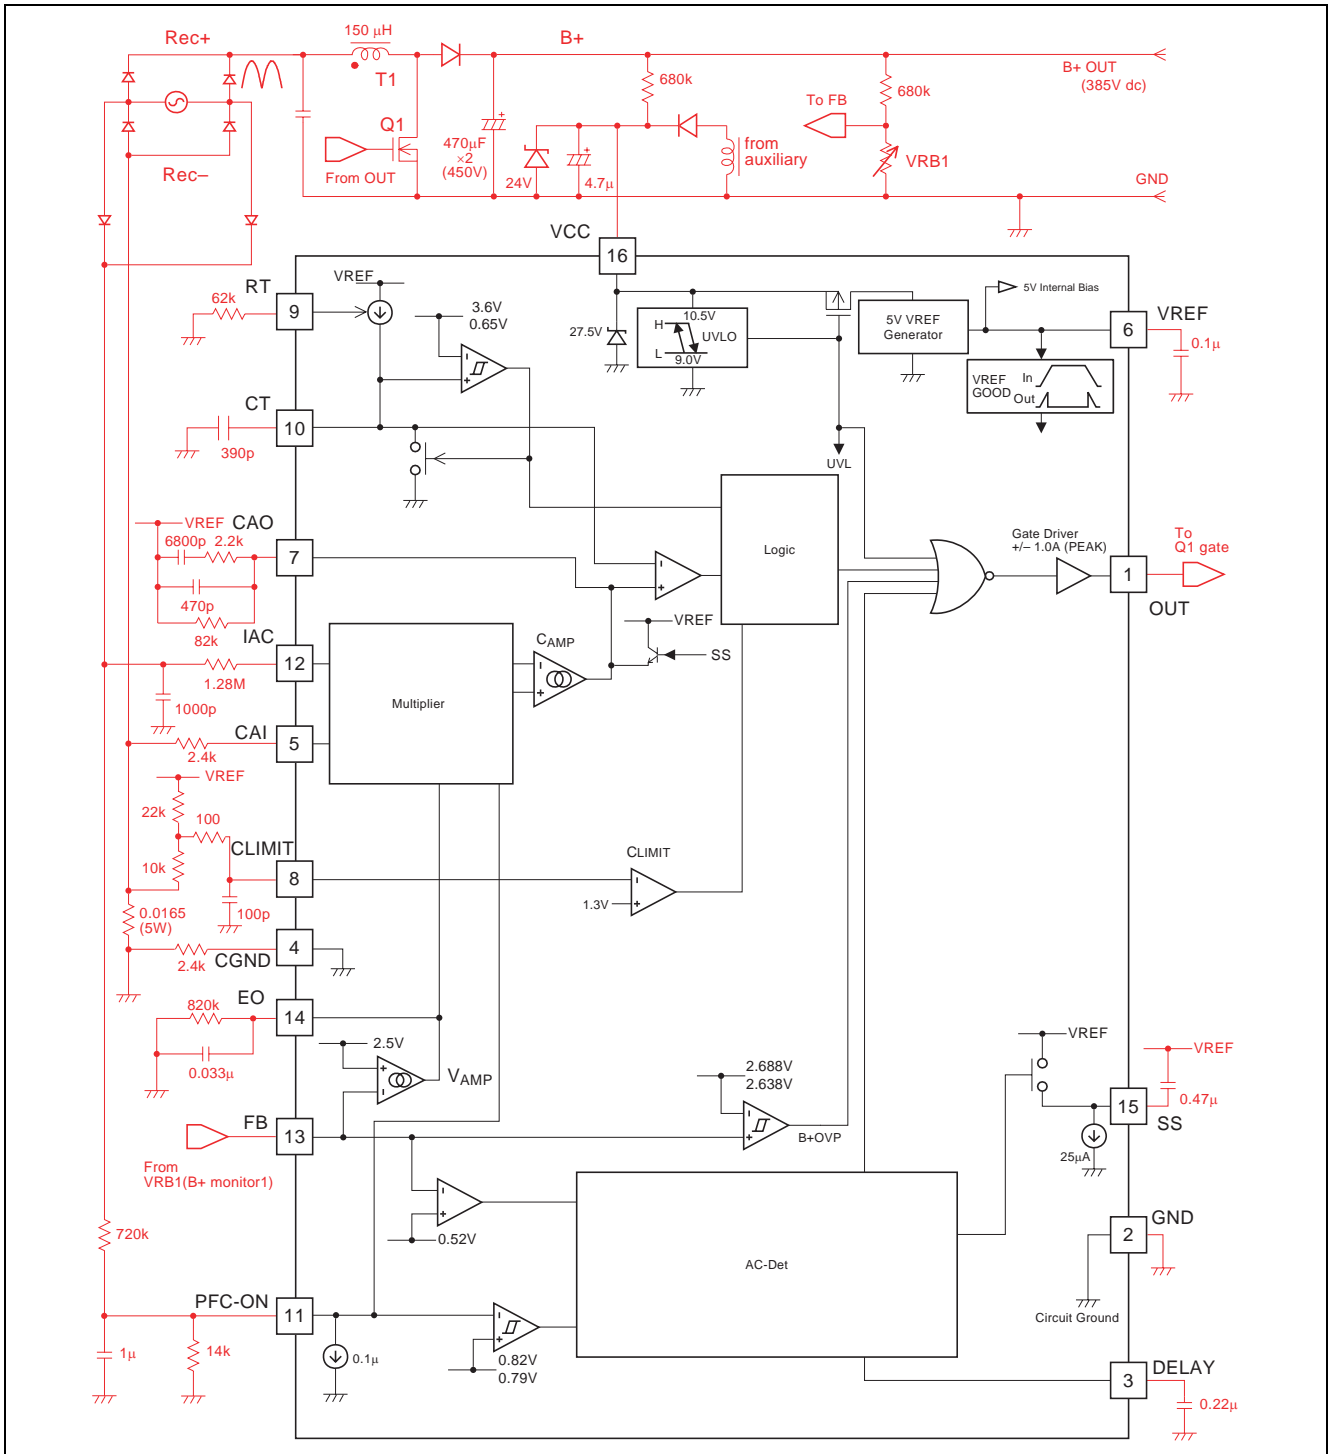 Rec+
150 μH
T1
B+
B+ OUT
(385V dc)
680k
680k
To FB
Q1
From OUT
470μF
×2
(450V)
24V
4.7μ
from
auxiliary
VRB1
Rec–
GND
VCC
16
RT
9
62k
VREF
3.6V
0.65V
27.5V
10.5V
H
UVLO
L
9.0V
5V VREF
Generator
5V Internal Bias
VREF
6
0.1μ
VREF
GOOD
In
Out
CT
10
390p
UVL
VREF
CAO
7
6800p
2.2k
470p
82k
Logic
Gate Driver
+/– 1.0A (PEAK)
To
Q1 gate
1
OUT
IAC
12
1.28M
1000p
Multiplier
CAMP
VREF
SS
CAI
5
2.4k
VREF
22k
100
10k
CLIMIT
8
100p
CLIMIT
1.3V
0.0165
(5W)
4
CGND
2.4k
EO
14
820k
0.033μ
2.5V
VAMP
2.688V
2.638V
B+OVP
VREF
VREF
15
SS
0.47μ
25μA
FB
13
From
VRB1(B+ monitor1)
0.52V
AC-Det
GND
2
Circuit Ground
720k
PFC-ON
11
1μ
14k
0.1μ
0.82V
0.79V
DELAY
3
0.22μ